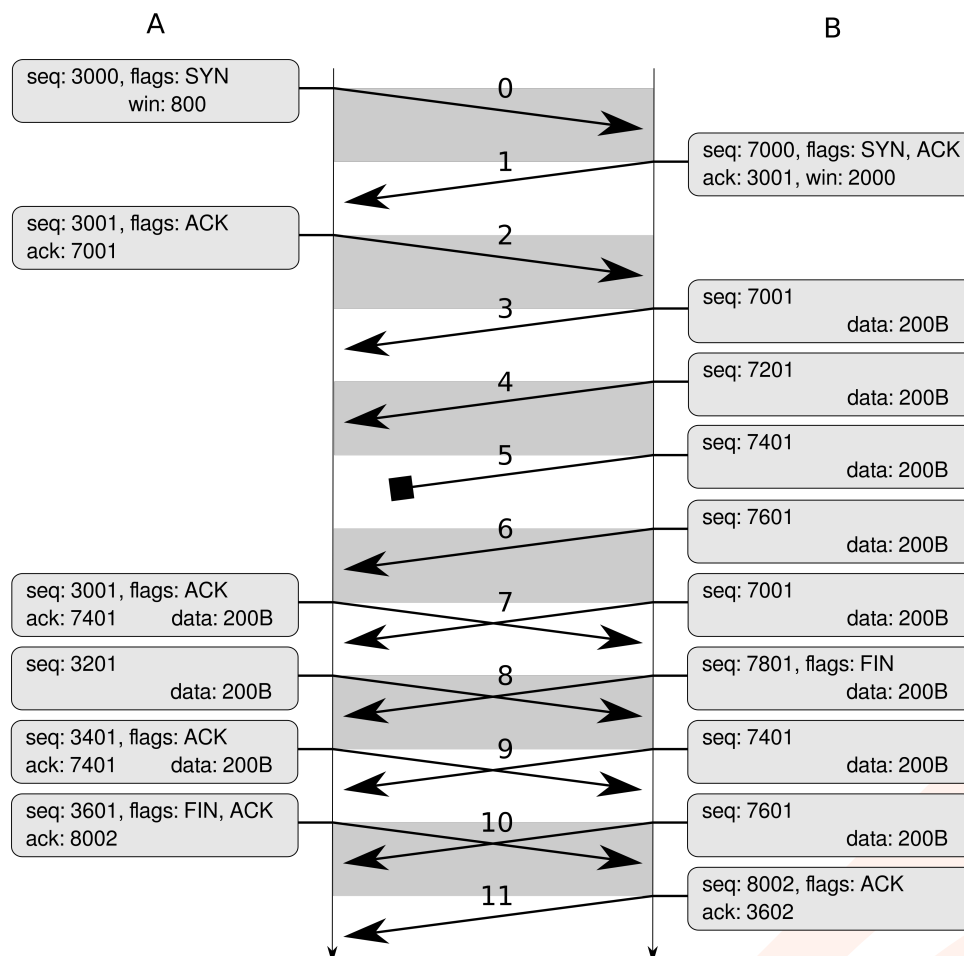 A
B
seq: 3000, flags: SYN
win: 800
0
1
seq: 7000, flags: SYN, ACK
ack: 3001, win: 2000
seq: 3001, flags: ACK
ack: 7001
2
3
seq: 7001
data: 200B
4
seq: 7201
data: 200B
5
seq: 7401
data: 200B
6
seq: 7601
data: 200B
seq: 3001, flags: ACK
ack: 7401 data: 200B
7
seq: 7001
data: 200B
seq: 3201
data: 200B
8
seq: 7801, flags: FIN
data: 200B
seq: 3401, flags: ACK
ack: 7401 data: 200B
9
seq: 7401
data: 200B
seq: 3601, flags: FIN, ACK
ack: 8002
10
seq: 7601
data: 200B
11
seq: 8002, flags: ACK
ack: 3602